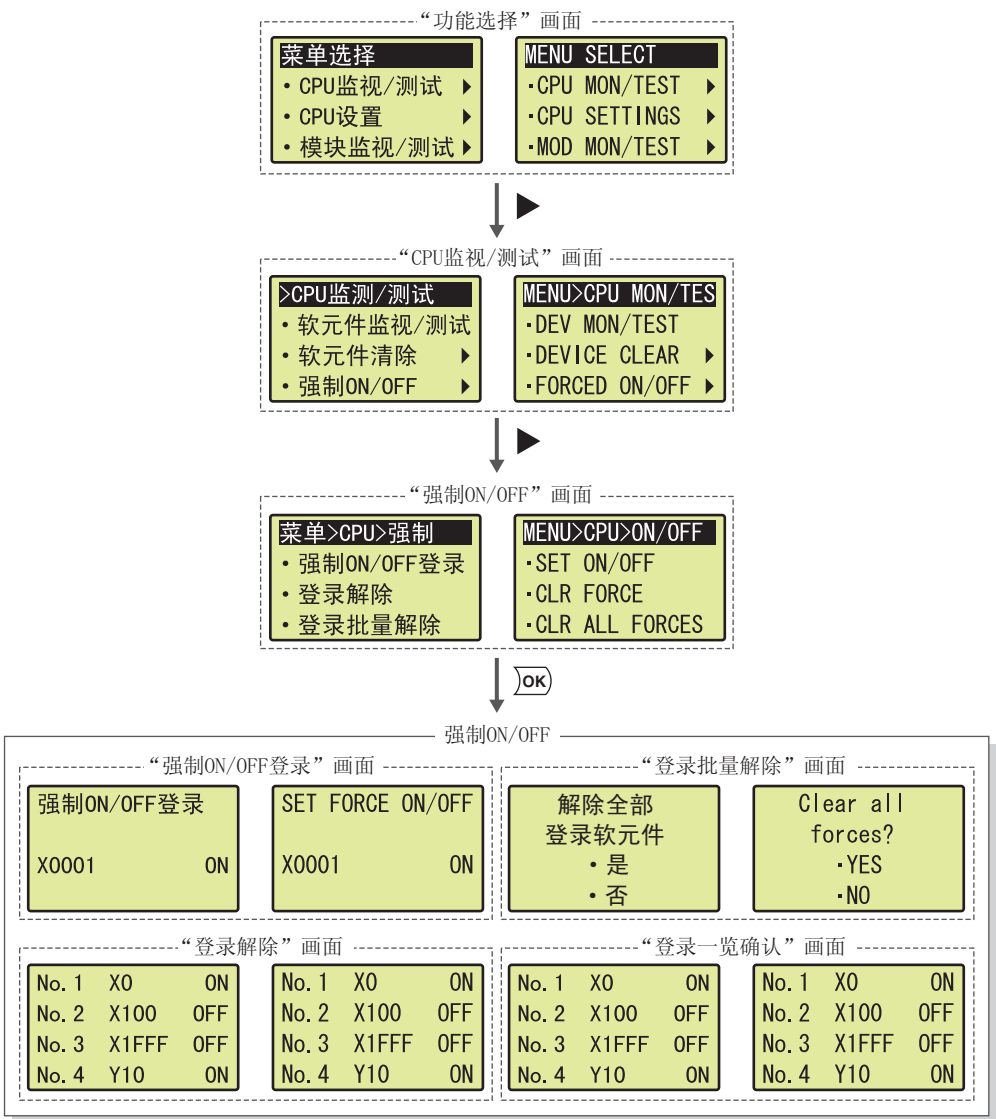 “功能选择”画面
菜单选择
・CPU监视/测试 ▶
・CPU设置 ▶
・模块监视/测试 ▶
MENU SELECT
·CPU MON/TEST ▶
·CPU SETTINGS ▶
·MOD MON/TEST ▶
▶
“CPU监视/测试”画面
>CPU监测/测试
・软元件监视/测试
・软元件清除 ▶
・强制ON/OFF ▶
MENU>CPU MON/TES
·DEV MON/TEST
·DEVICE CLEAR ▶
·FORCED ON/OFF ▶
▶
“强制ON/OFF”画面
菜单>CPU>强制
・强制ON/OFF登录
・登录解除
・登录批量解除
MENU>CPU>ON/OFF
·SET ON/OFF
·CLR FORCE
·CLR ALL FORCES
OK
强制ON/OFF
“强制ON/OFF登录”画面
强制ON/OFF登录
X0001 ON
SET FORCE ON/OFF
X0001 ON
“登录批量解除”画面
解除全部
登录软元件
・是
・否
Clear all
forces?
·YES
·NO
“登录解除”画面
No.1 X0 ON
No.2 X100 OFF
No.3 X1FFF OFF
No.4 Y10 ON
No.1 X0 ON
No.2 X100 OFF
No.3 X1FFF OFF
No.4 Y10 ON
“登录一览确认”画面
No.1 X0 ON
No.2 X100 OFF
No.3 X1FFF OFF
No.4 Y10 ON
No.1 X0 ON
No.2 X100 OFF
No.3 X1FFF OFF
No.4 Y10 ON